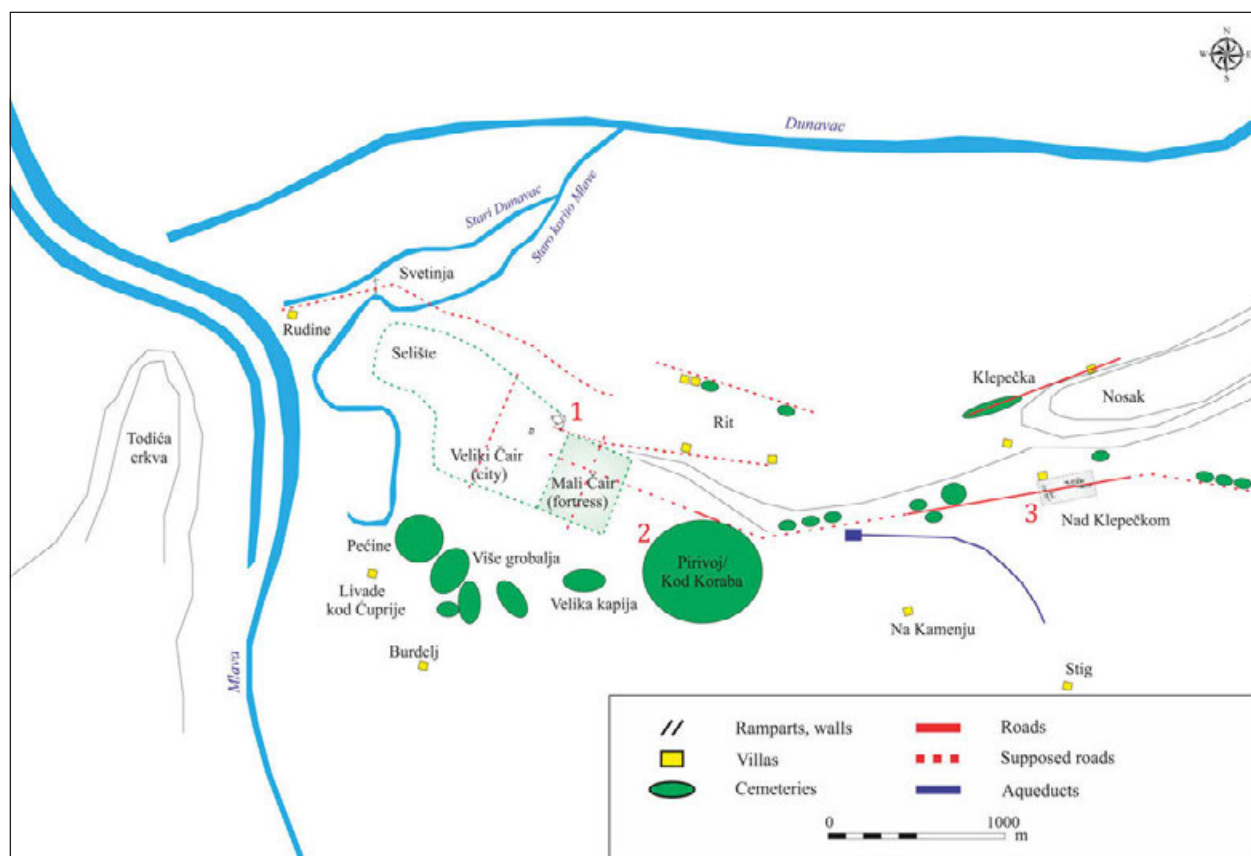 N
W E
S
Dunavac
Stari Dunavac
Staro korito Mlave
Svetinja
Rudine
Selište
Klepečka
Nosak
1
Rit
Todića
crkva
Veliki Čair
(city)
Mali Čair
(fortress)
3
Nad Klepečkom
2
Pećine
Više grobalja
Pirivoj/
Kod Koraba
Livade
kod Ćuprije
Velika kapija
Na Kamenju
Burdelj
Mlava
Stig
Ramparts, walls
Roads
Villas
Supposed roads
Cemeteries
Aqueducts
0 1000
m